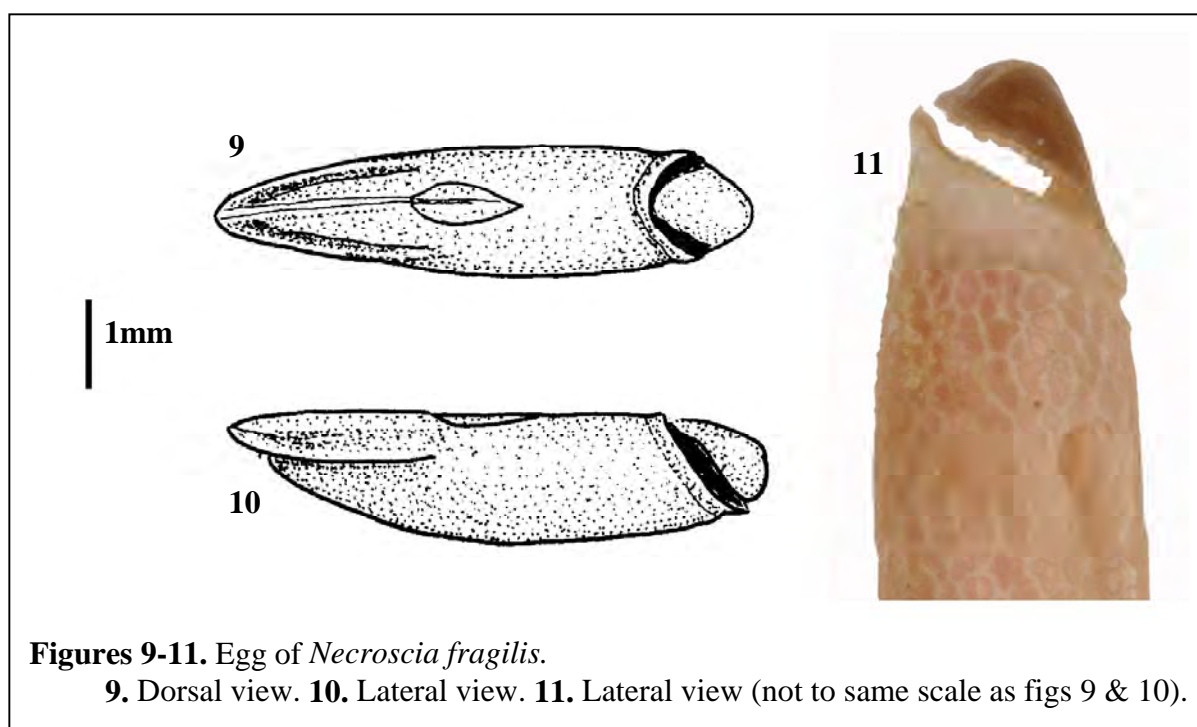 9
11
1mm
10
Figures 9-11. Egg of Necroscia fragilis.
9. Dorsal view. 10. Lateral view. 11. Lateral view (not to same scale as figs 9 & 10).